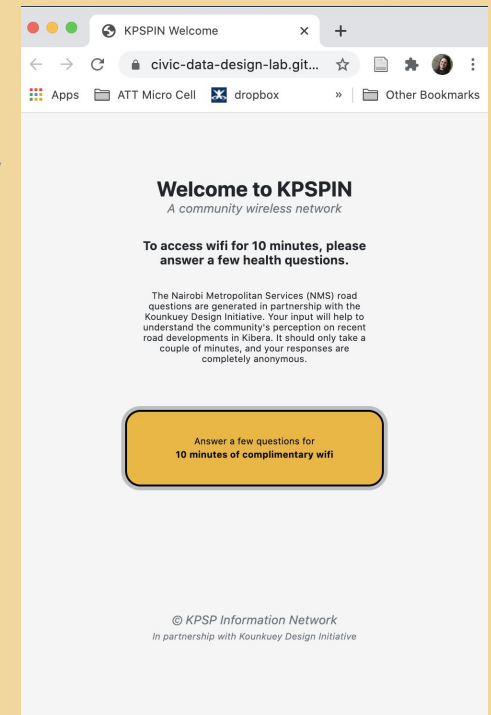 KPSPIN Welcome
civic-data-design-lab.git...
Apps
ATT Micro Cell
dropbox
»
Other Bookmarks
Welcome to KPSPIN
A community wireless network
To access wifi for 10 minutes, please
answer a few health questions.
The Nairobi Metropolitan Services (NMS) road
questions are generated in partnership with the
Kounkuey Design Initiative. Your input will help to
understand the community's perception on recent
road developments in Kibera. It should only take a
couple of minutes, and your responses are
completely anonymous.
Answer a few questions for
10 minutes of complimentary wifi
© KPSP Information Network
In partnership with Kounkuey Design Initiative